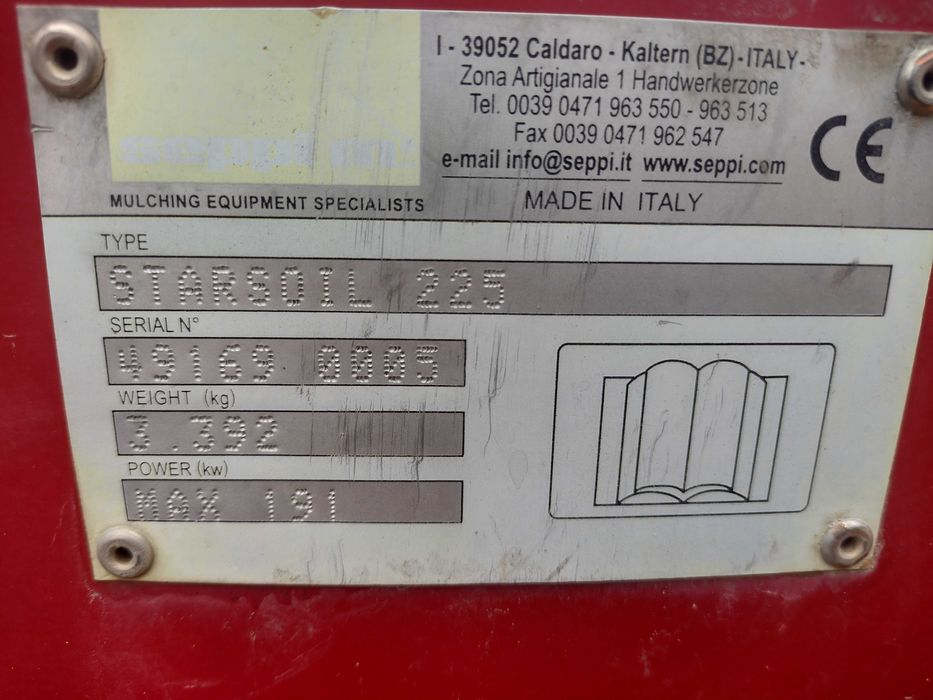 seppi m.
MULCHING EQUIPMENT SPECIALISTS
I - 39052 Caldaro - Kaltern (BZ) - ITALY -
Zona Artigianale 1 Handwerkerzone
Tel. 0039 0471 963 550 - 963 513
Fax 0039 0471 962 547
e-mail info@seppi.it www.seppi.com
MADE IN ITALY
CE
TYPE
STARSOIL 225
SERIAL N°
49169 0005
WEIGHT (kg)
3.392
POWER (kw)
MAX 191